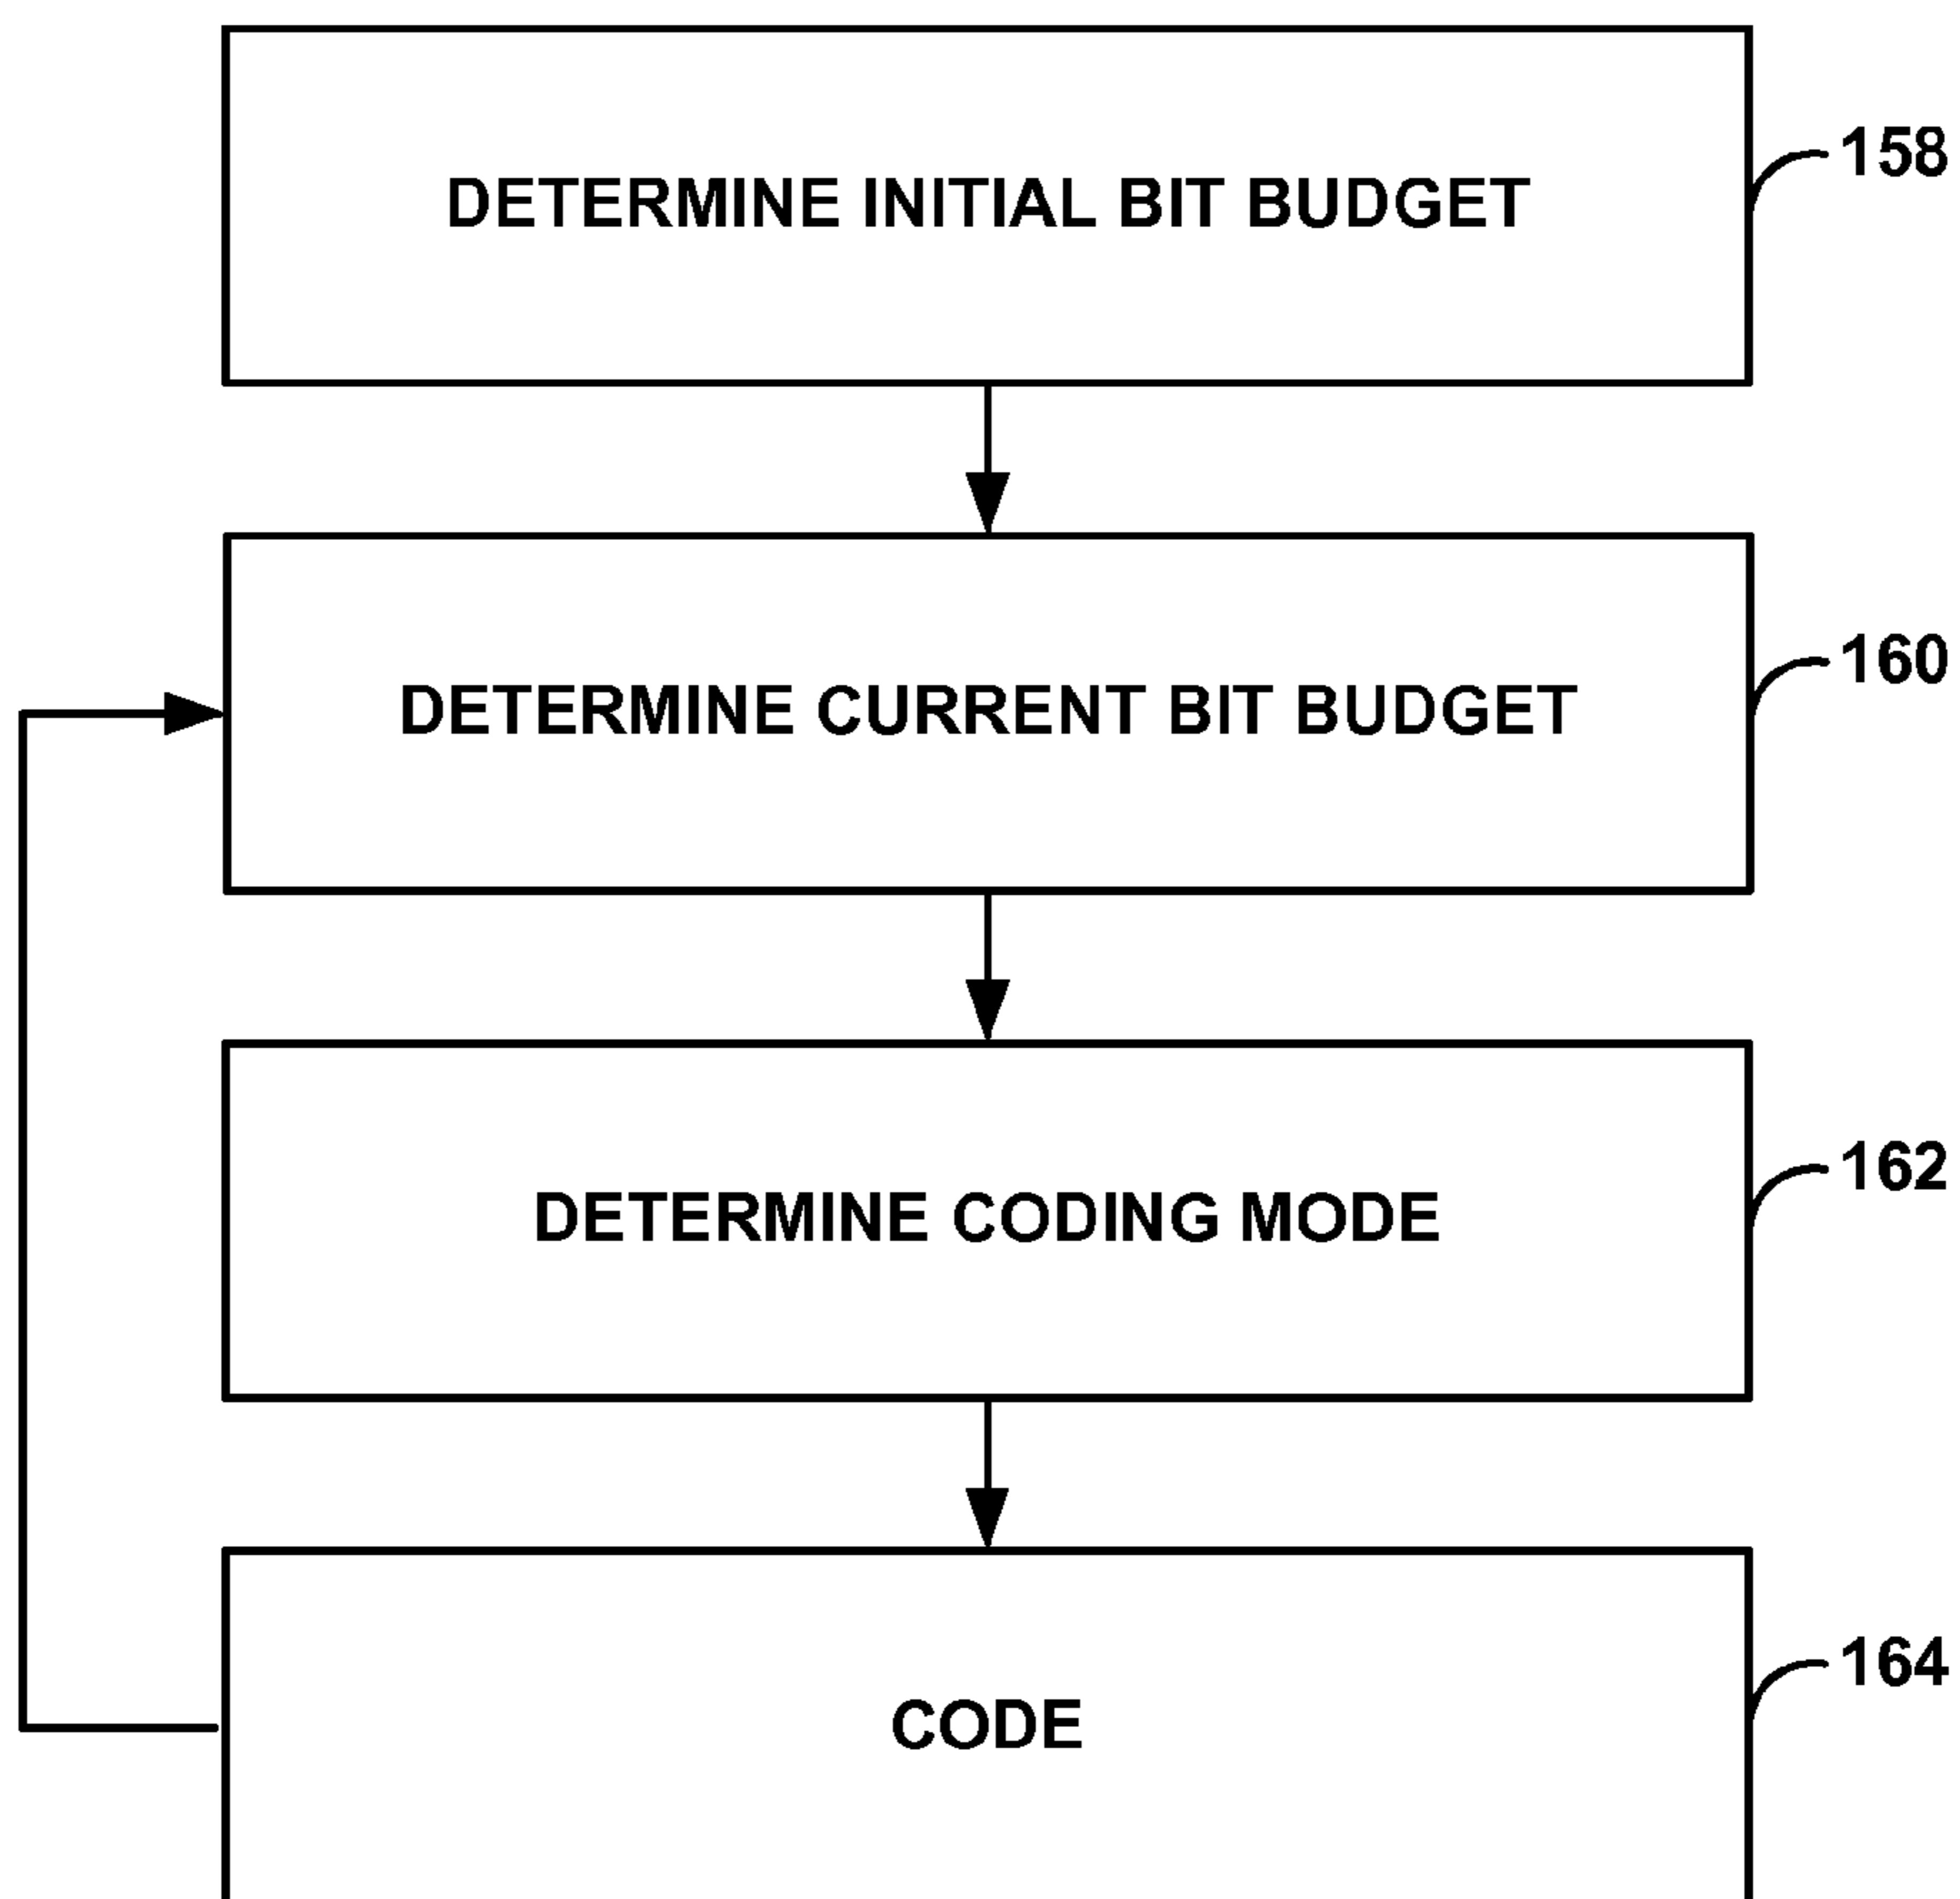 DETERMINE INITIAL BIT BUDGET
158
DETERMINE CURRENT BIT BUDGET
160
DETERMINE CODING MODE
162
CODE
164